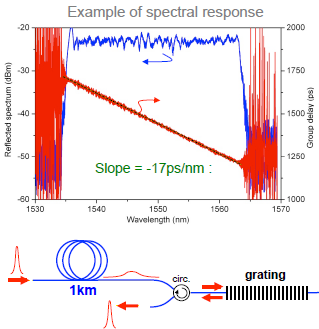 Example of spectral response
-20
-30
-40
-50
-60
Reflected spectrum (dBm)
2000
1750
1500
1250
1000
Group delay (ps)
Slope = -17ps/nm :
1530 1540 1550 1560 1570
Wavelength (nm)
1km
circ.
grating